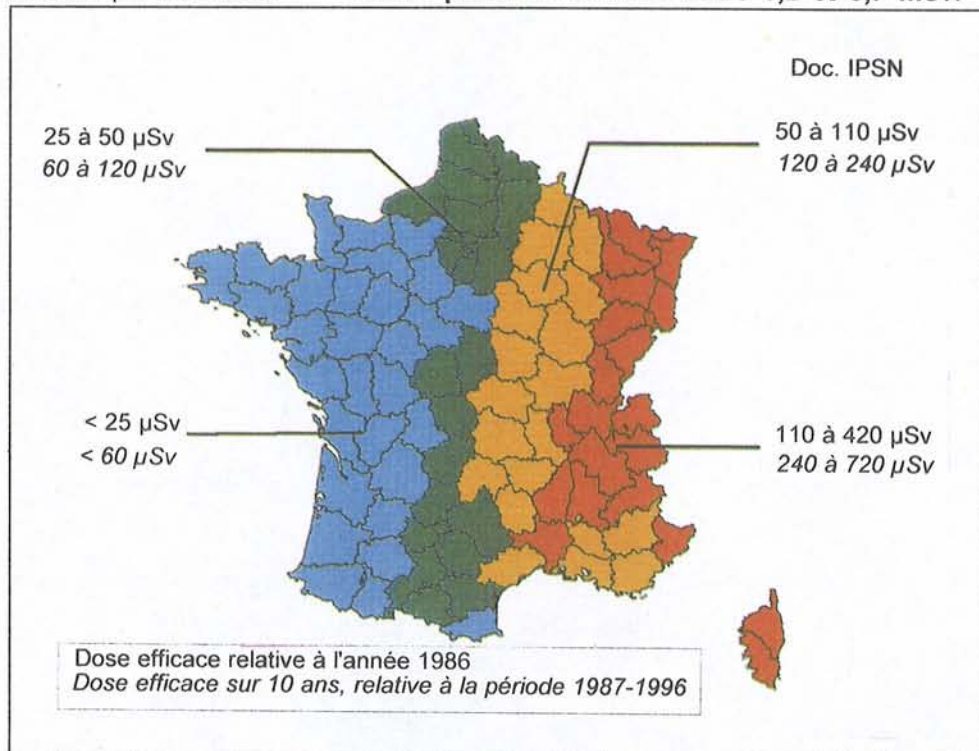 Doc. IPSN
25 à 50 µSv
60 à 120 µSv
50 à 110 µSv
120 à 240 µSv
< 25 µSv
< 60 µSv
110 à 420 µSv
240 à 720 µSv
Dose efficace relative à l'année 1986
Dose efficace sur 10 ans, relative à la période 1987-1996